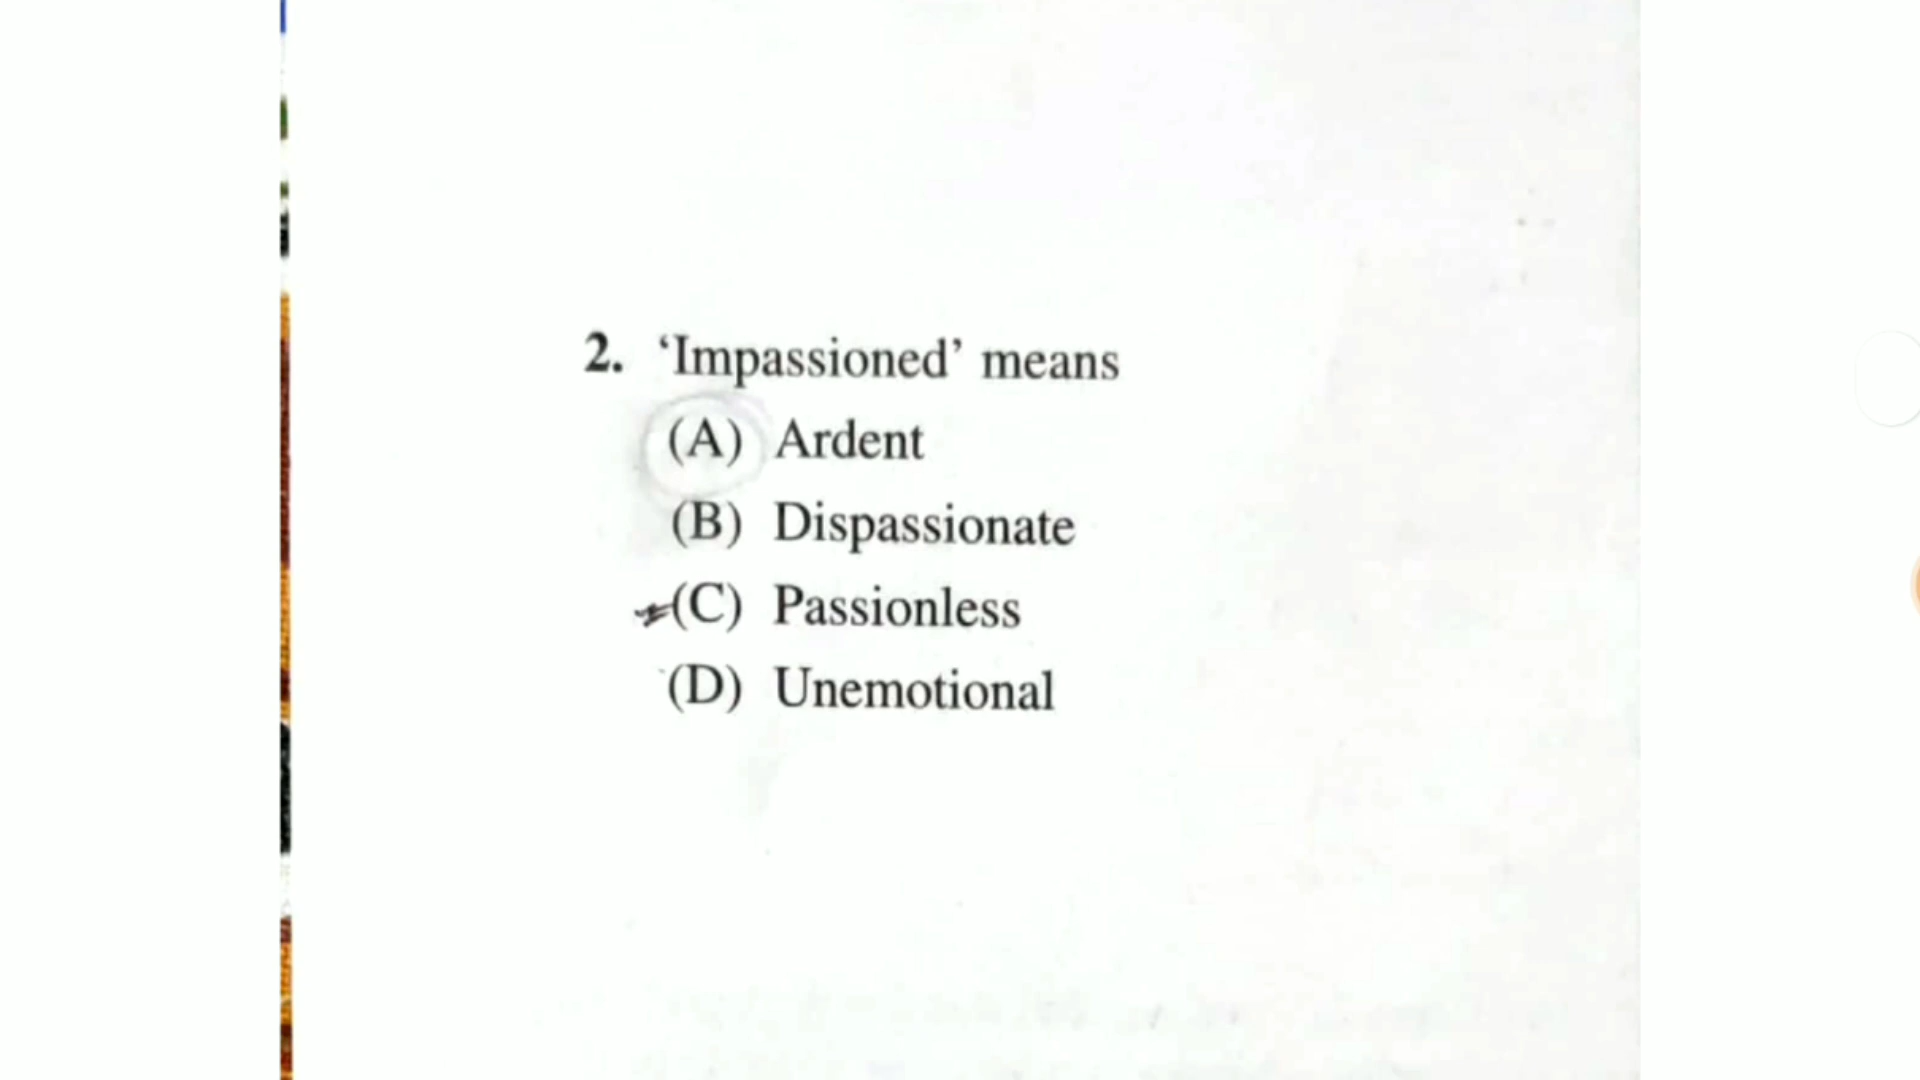 2. ‘Impassioned’ means
(A) Ardent
(B) Dispassionate
(C) Passionless
(D) Unemotional